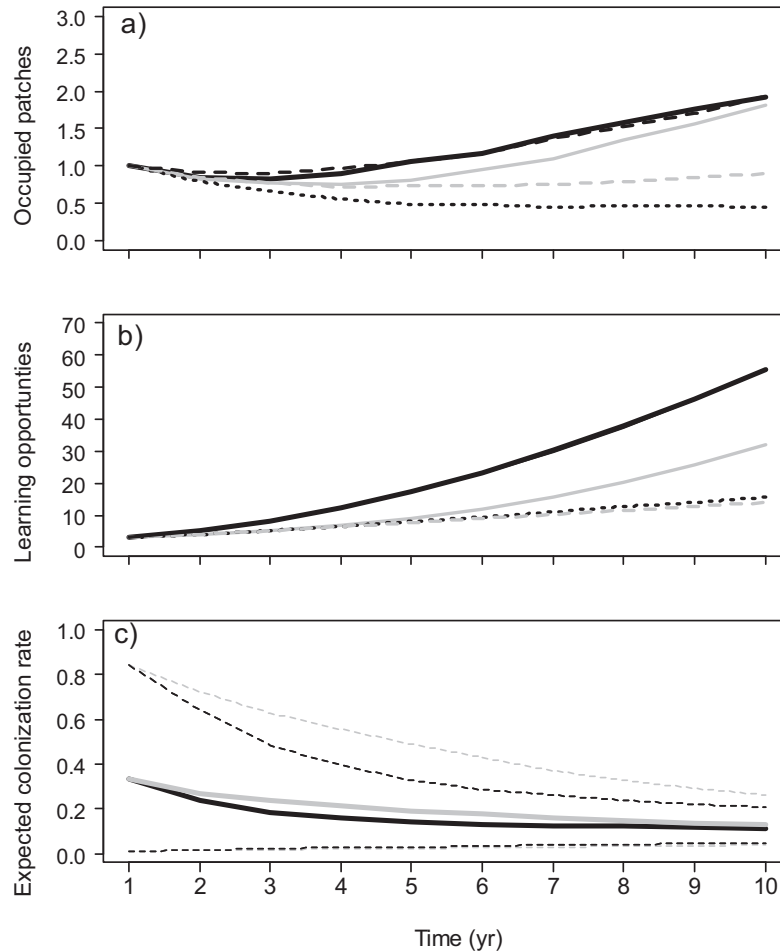 a)
Occupied patches
3.0
2.5
2.0
1.5
1.0
0.5
0.0
b)
Learning opportunties
70
60
50
40
30
20
10
0
c)
Expected colonization rate
1.0
0.8
0.6
0.4
0.2
0.0
1 2 3 4 5 6 7 8 9 10
Time (yr)